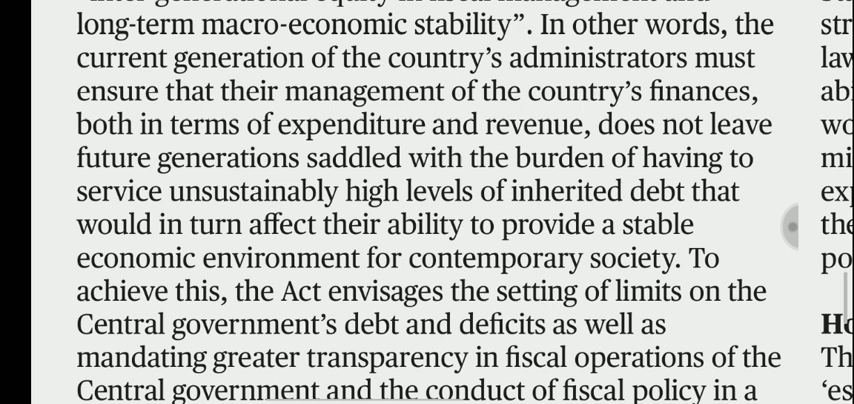 long-term macro-economic stability”. In other words, the
current generation of the country’s administrators must
ensure that their management of the country’s finances,
both in terms of expenditure and revenue, does not leave
future generations saddled with the burden of having to
service unsustainably high levels of inherited debt that
would in turn affect their ability to provide a stable
economic environment for contemporary society. To
achieve this, the Act envisages the setting of limits on the
Central government’s debt and deficits as well as
mandating greater transparency in fiscal operations of the
Central government and the conduct of fiscal policy in a